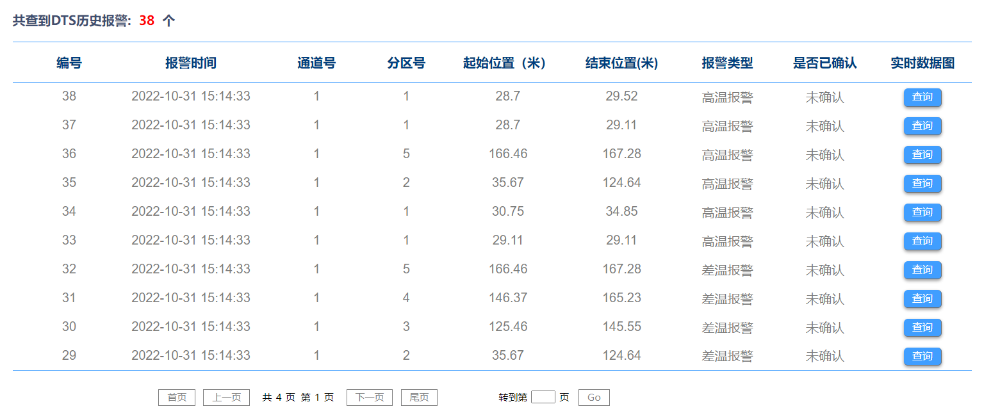 共查到DTS历史报警: 38 个
编号 报警时间 通道号 分区号 起始位置（米） 结束位置(米) 报警类型 是否已确认 实时数据图
38 2022-10-31 15:14:33 1 1 28.7 29.52 高温报警 未确认 查询
37 2022-10-31 15:14:33 1 1 28.7 29.11 高温报警 未确认 查询
36 2022-10-31 15:14:33 1 5 166.46 167.28 高温报警 未确认 查询
35 2022-10-31 15:14:33 1 2 35.67 124.64 高温报警 未确认 查询
34 2022-10-31 15:14:33 1 1 30.75 34.85 高温报警 未确认 查询
33 2022-10-31 15:14:33 1 1 29.11 29.11 高温报警 未确认 查询
32 2022-10-31 15:14:33 1 5 166.46 167.28 差温报警 未确认 查询
31 2022-10-31 15:14:33 1 4 146.37 165.23 差温报警 未确认 查询
30 2022-10-31 15:14:33 1 3 125.46 145.55 差温报警 未确认 查询
29 2022-10-31 15:14:33 1 2 35.67 124.64 差温报警 未确认 查询
首页 上一页 共 4 页 第 1 页 下一页 尾页 转到第 页 Go